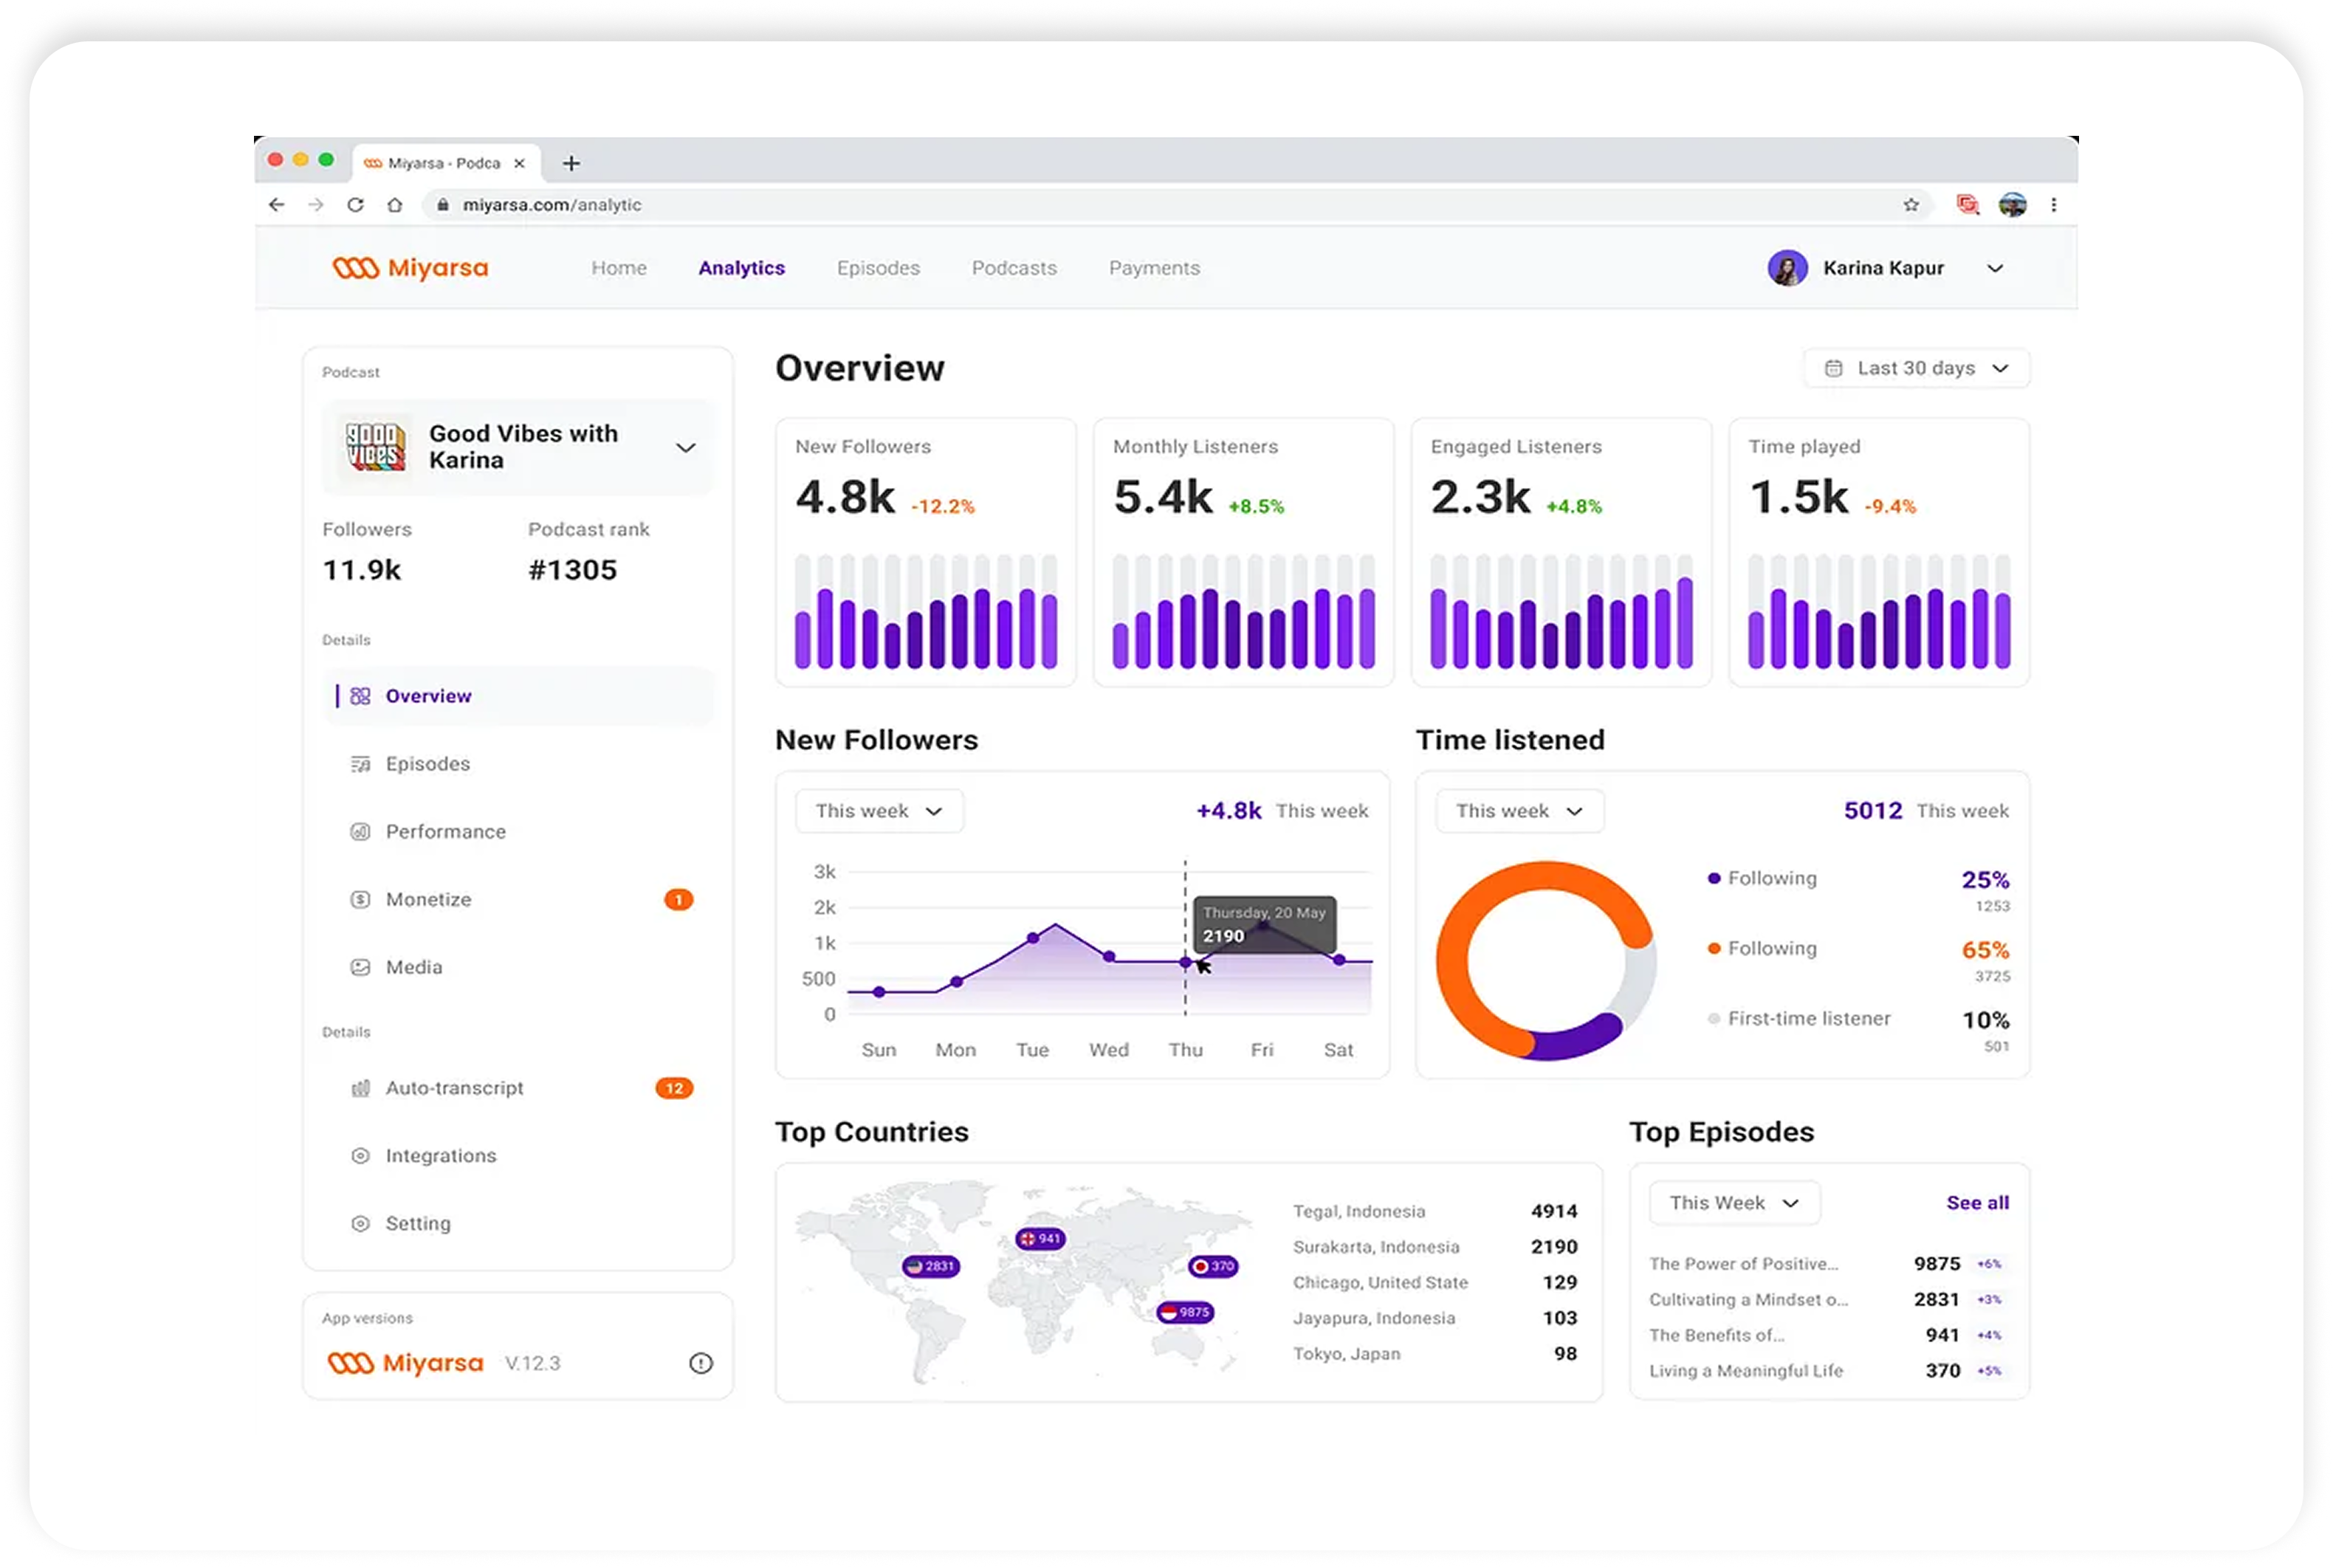 Miyarsa - Podca
miyarsa.com/analytic
Miyarsa
Home
Analytics
Episodes
Podcasts
Payments
Karina Kapur
Podcast
GOOD
VIBES
Good Vibes with
Karina
Followers
Podcast rank
11.9k
#1305
Details
Overview
Episodes
Performance
Monetize
1
Media
Details
Auto-transcript
12
Integrations
Setting
App versions
Miyarsa
V.12.3
Overview
Last 30 days
New Followers
4.8k
-12.2%
Monthly Listeners
5.4k
+8.5%
Engaged Listeners
2.3k
+4.8%
Time played
1.5k
-9.4%
New Followers
This week
+4.8k This week
3k
2k
1k
500
0
Thursday, 20 May
2190
Sun
Mon
Tue
Wed
Thu
Fri
Sat
Time listened
This week
5012 This week
Following
25%
1253
Following
65%
3725
First-time listener
10%
501
Top Countries
941
2831
370
9875
Tegal, Indonesia 4914
Surakarta, Indonesia 2190
Chicago, United State 129
Jayapura, Indonesia 103
Tokyo, Japan 98
Top Episodes
This Week
See all
The Power of Positive... 9875 +6%
Cultivating a Mindset o... 2831 +3%
The Benefits of... 941 +4%
Living a Meaningful Life 370 +5%